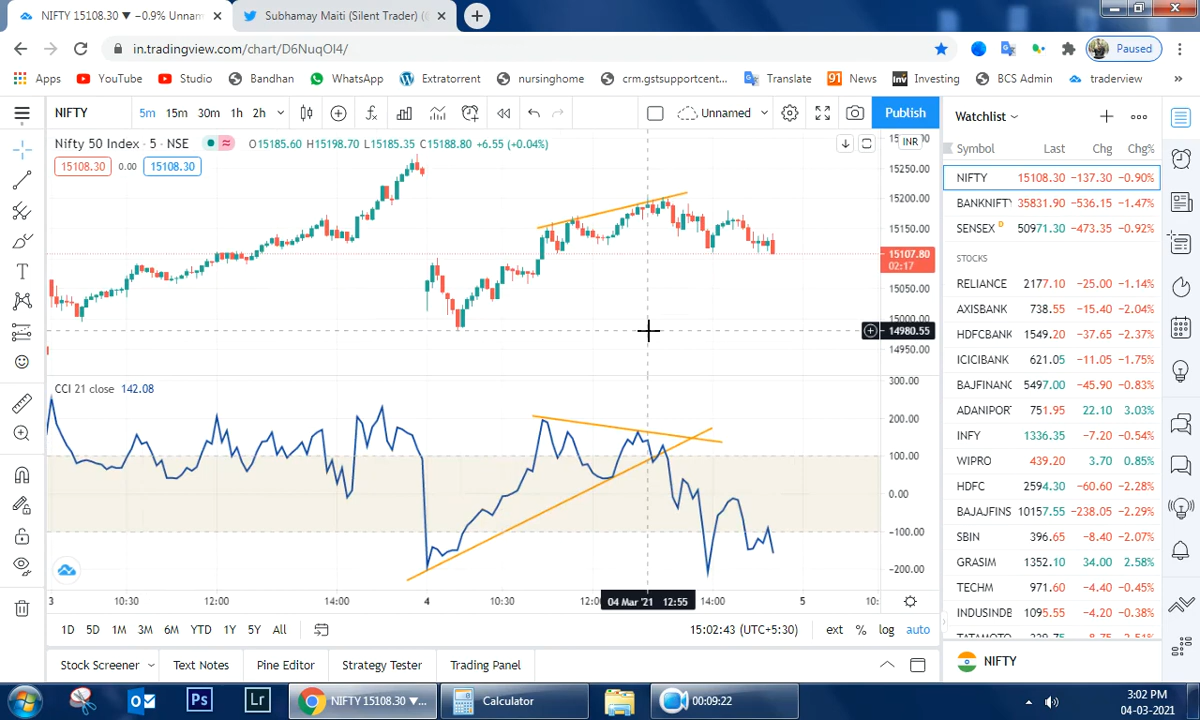 NIFTY 15108.30 ▼ −0.9% Unnam
Subhamay Maiti (Silent Trader) (
in.tradingview.com/chart/D6NuqOI4/
Paused
Apps YouTube Studio Bandhan WhatsApp Extratorrent nursinghome crm.gstsupportcent... Translate 91 News Inv Investing BCS Admin traderview »
NIFTY 5m 15m 30m 1h 2h Unnamed Publish
Nifty 50 Index · 5 · NSE O15185.60 H15198.70 L15185.35 C15188.80 +6.55 (+0.04%)
15108.30 0.00 15108.30
INR
15250.00
15200.00
15150.00
15107.80
02:17
15050.00
15000.00
14980.55
14950.00
CCI 21 close 142.08
300.00
200.00
100.00
0.00
−100.00
−200.00
3 10:30 12:00 14:00 4 10:30 12:00 04 Mar '21 12:55 14:00 5 10:
1D 5D 1M 3M 6M YTD 1Y 5Y All 15:02:43 (UTC+5:30) ext % log auto
Stock Screener Text Notes Pine Editor Strategy Tester Trading Panel
Watchlist
Symbol Last Chg Chg%
NIFTY 15108.30 −137.30 −0.90%
BANKNIFTY 35831.90 −536.15 −1.47%
SENSEX D 50971.30 −473.35 −0.92%
STOCKS
RELIANCE 2177.10 −25.00 −1.14%
AXISBANK 738.55 −15.40 −2.04%
HDFCBANK 1549.20 −37.65 −2.37%
ICICIBANK 621.05 −11.05 −1.75%
BAJFINANC 5497.00 −45.90 −0.83%
ADANIPOR 751.95 22.10 3.03%
INFY 1336.35 −7.20 −0.54%
WIPRO 439.20 3.70 0.85%
HDFC 2594.30 −60.60 −2.28%
BAJAJFINS 10157.55 −238.05 −2.29%
SBIN 396.65 −8.40 −2.07%
GRASIM 1352.10 34.00 2.58%
TECHM 971.60 −4.40 −0.45%
INDUSINDB 1095.55 −4.20 −0.38%
NIFTY
Ps Lr NIFTY 15108.30 ▼... Calculator 00:09:22
3:02 PM
04-03-2021